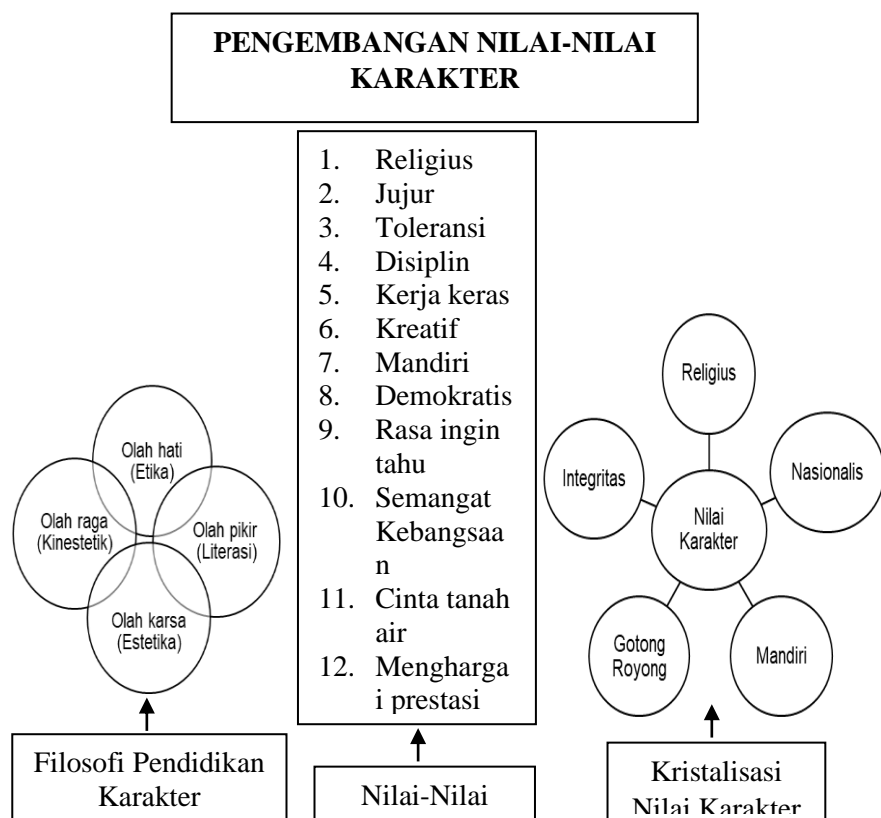 PENGEMBANGAN NILAI-NILAI
KARAKTER
Olah hati
(Etika)
Olah raga
(Kinestetik)
Olah pikir
(Literasi)
Olah karsa
(Estetika)
Filosofi Pendidikan
Karakter
1. Religius
2. Jujur
3. Toleransi
4. Disiplin
5. Kerja keras
6. Kreatif
7. Mandiri
8. Demokratis
9. Rasa ingin
tahu
10. Semangat
Kebangsaa
n
11. Cinta tanah
air
12. Mengharga
i prestasi
Nilai-Nilai
Religius
Integritas
Nasionalis
Nilai
Karakter
Gotong
Royong
Mandiri
Kristalisasi
Nilai Karakter